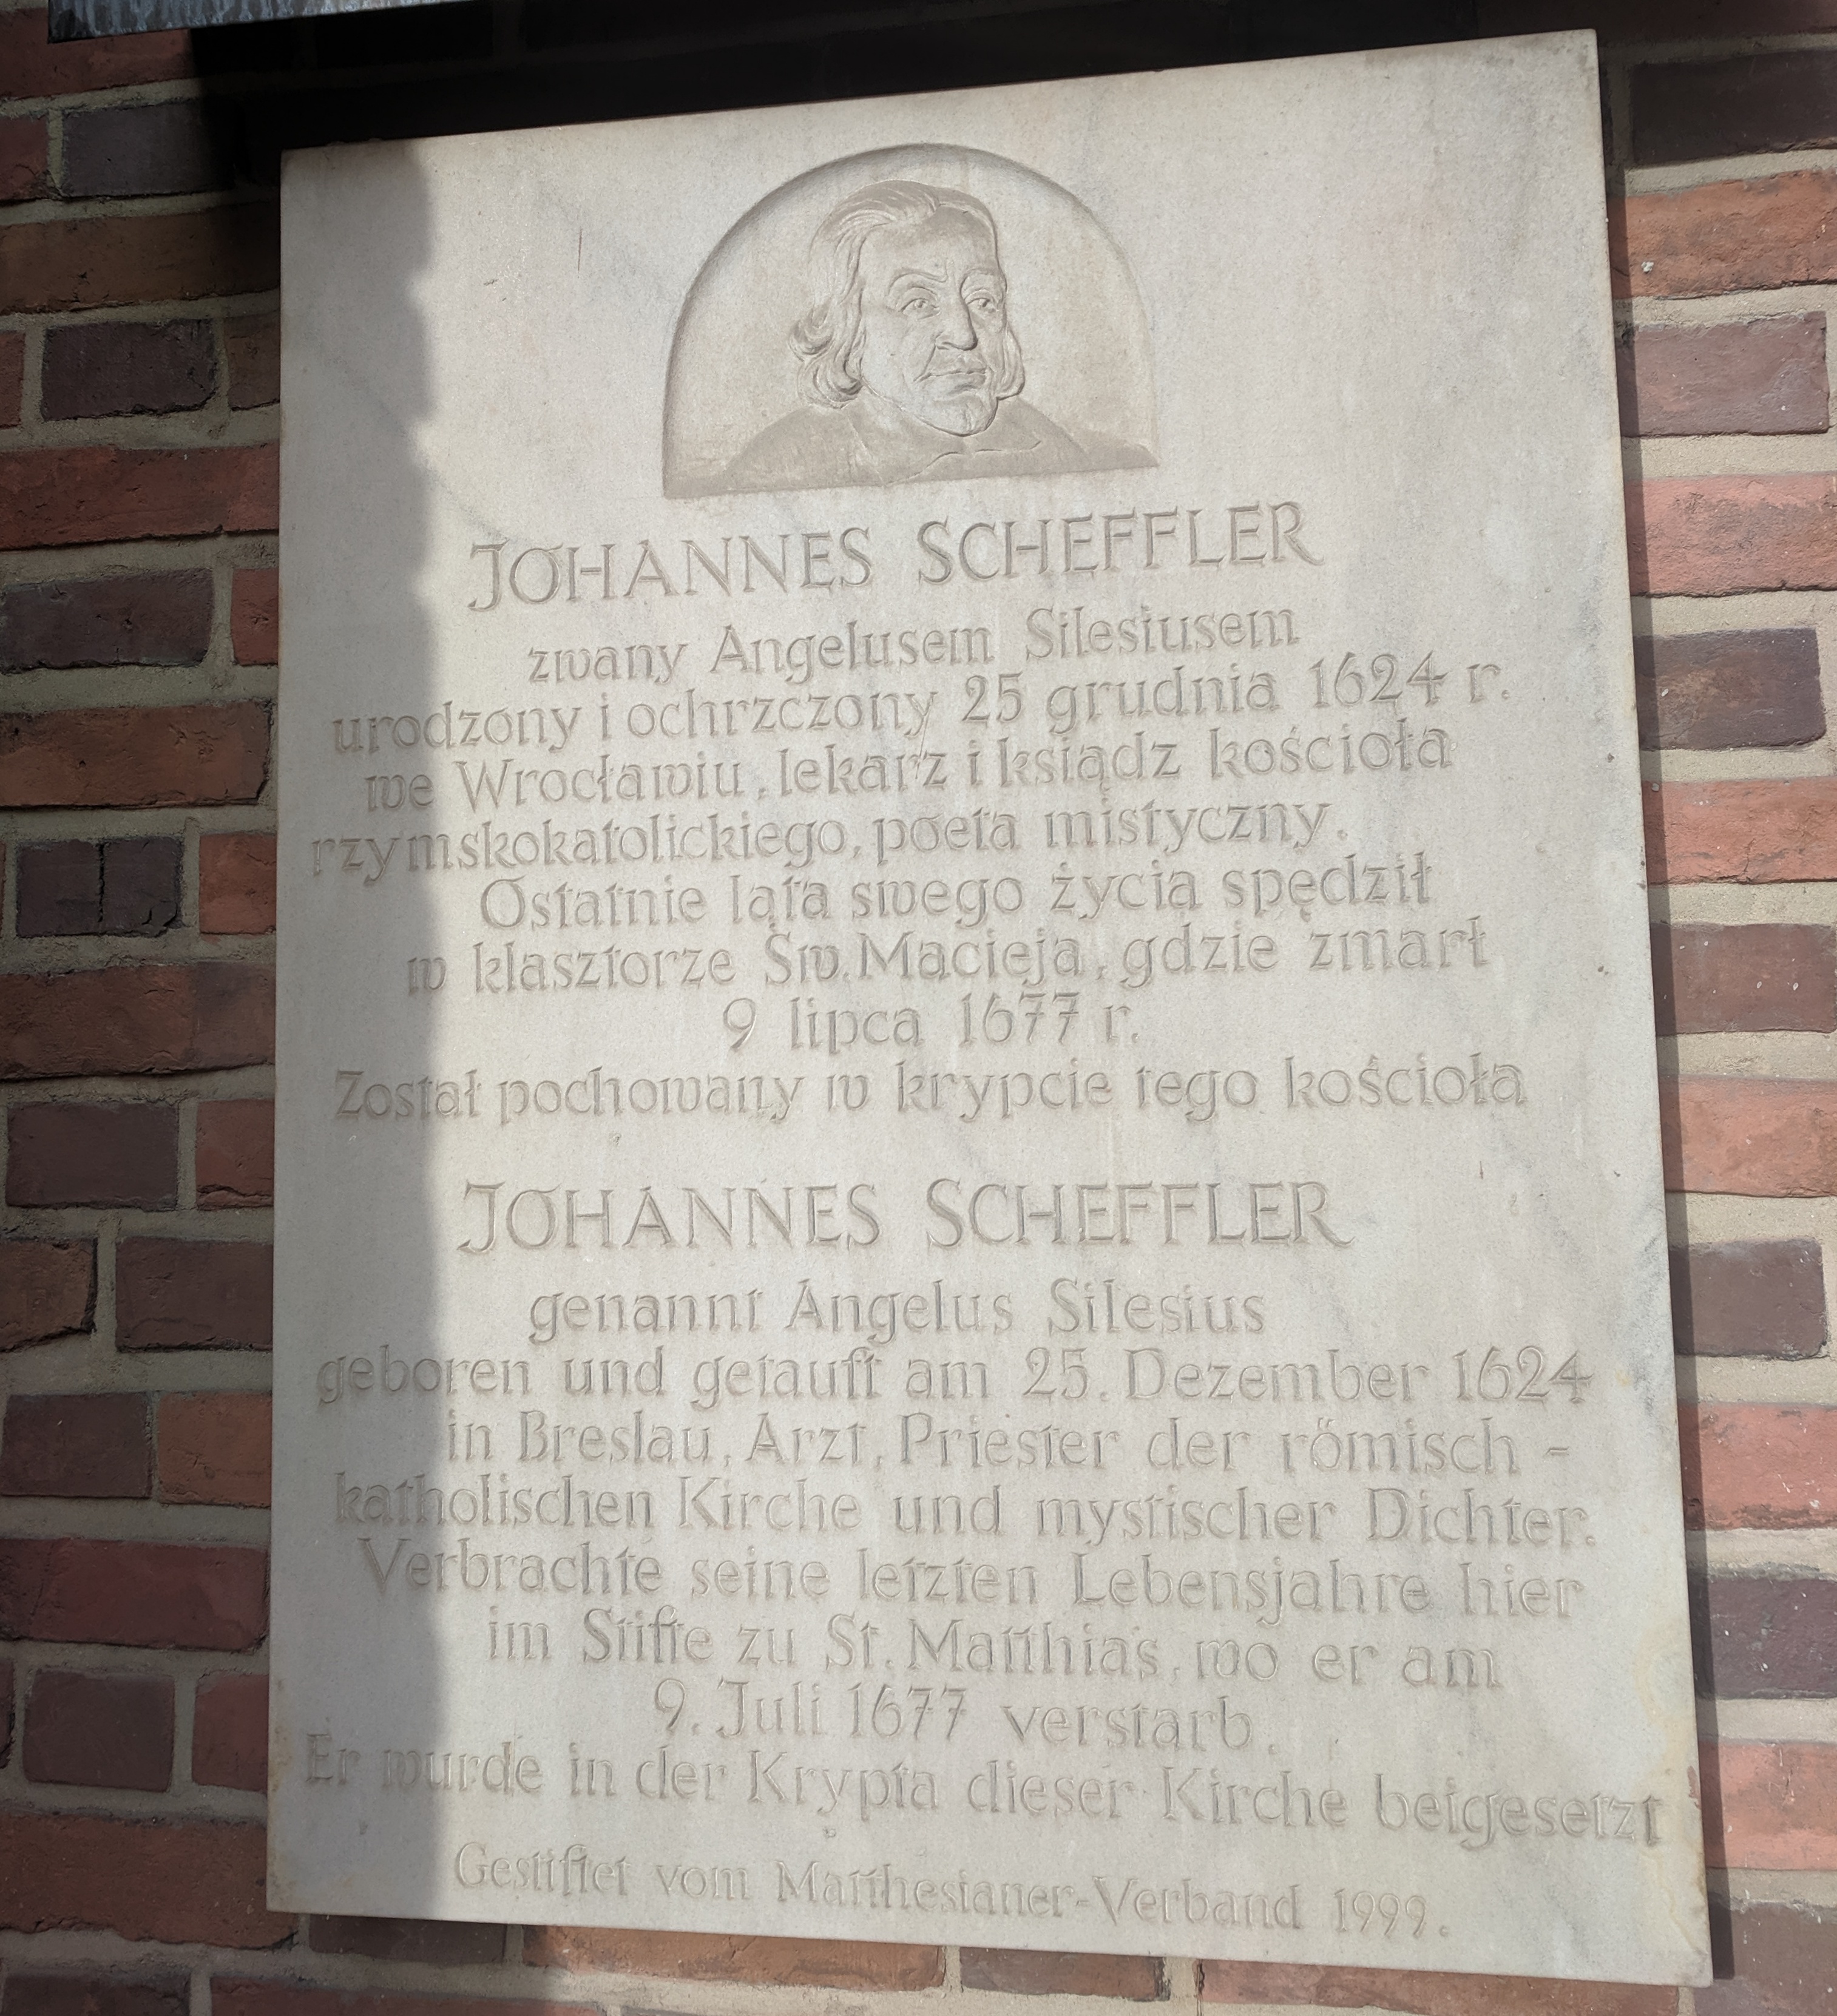 JOHANNES SCHEFFLER
zwany Angelusem Silesiusem
urodzony i ochrzczony 25 grudnia 1624 r.
we Wrocławiu, lekarz i ksiądz kościoła
rzymskokatolickiego, poeta mistyczny.
Ostatnie lata swego życia spędził
w klasztorze Św. Macieja, gdzie zmarł
9 lipca 1677 r.
Został pochowany w krypcie tego kościoła
JOHANNES SCHEFFLER
genannt Angelus Silesius
geboren und getauft am 25. Dezember 1624
in Breslau, Arzt, Priester der römisch -
katholischen Kirche und mystischer Dichter.
Verbrachte seine letzten Lebensjahre hier
im Stifte zu St. Matthias, wo er am
9. Juli 1677 verstarb.
Er wurde in der Krypta dieser Kirche beigesetzt
Gestiftet vom Matthesianer-Verband 1999.